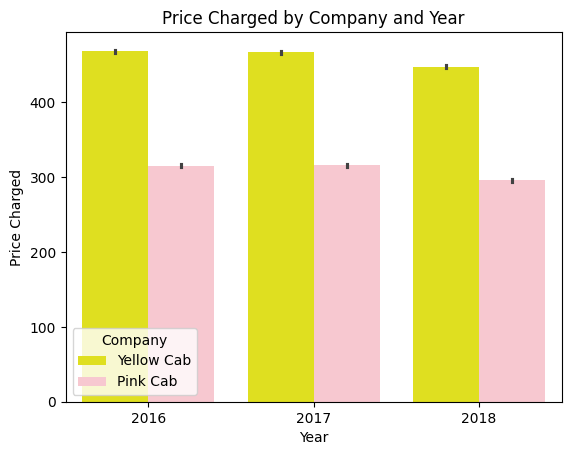 Price Charged by Company and Year
Price Charged
400
300
200
100
0
Company
Yellow Cab
Pink Cab
2016 2017 2018
Year